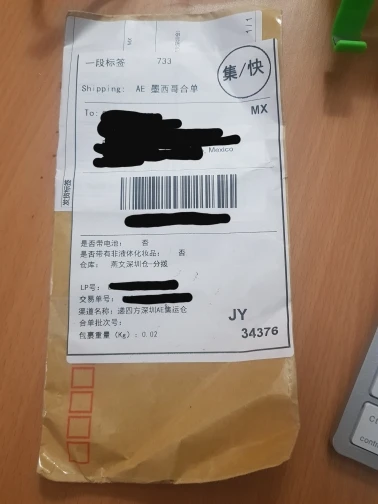 1/1
一段标签 733
集/快
Shipping: AE 墨西哥合单
To:
MX
Mexico
是否带电池: 否
是否带有非液体化妆品: 否
仓库: 燕文深圳仓-分拨
LP号:
交易单号:
渠道名称: 递四方深圳AE集运仓
合单批次号:
包裹重量(Kg): 0.02
JY
34376